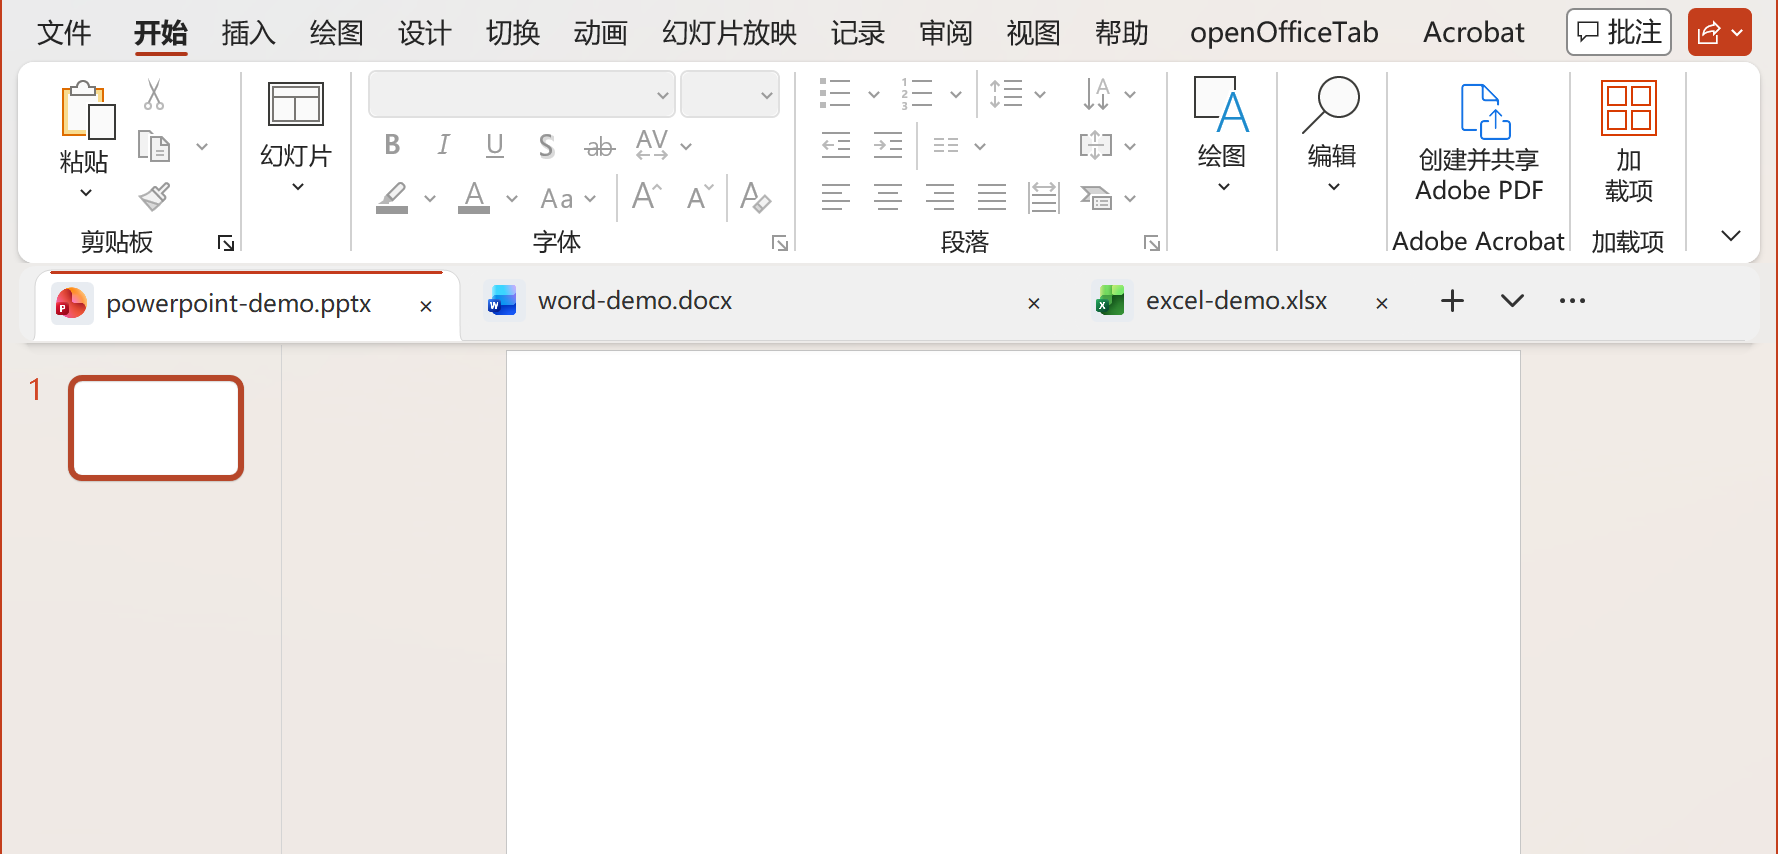 文件 开始 插入 绘图 设计 切换 动画 幻灯片放映 记录 审阅 视图 帮助 openOfficeTab Acrobat 批注
粘贴
剪贴板
幻灯片
B I U S ab AV
A Aa A A A
字体
1
2
3
A
段落
A
绘图
编辑
创建并共享
Adobe PDF
Adobe Acrobat
加
载项
加载项
powerpoint-demo.pptx × word-demo.docx × excel-demo.xlsx ×
1